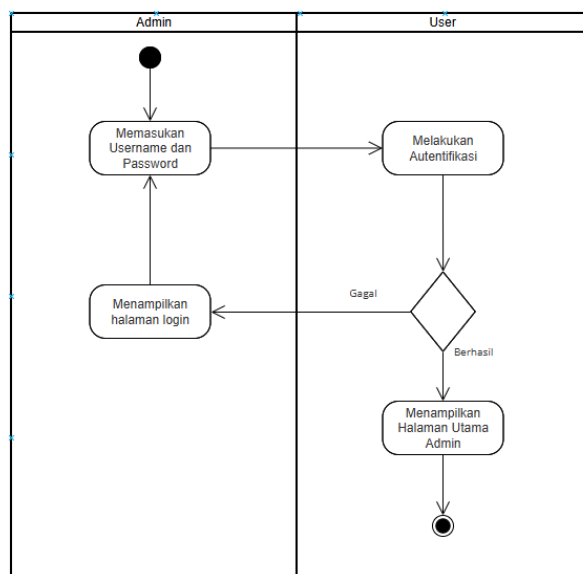 Admin
User
Memasukan
Username dan
Password
Melakukan
Autentifikasi
Menampilkan
halaman login
Gagal
Berhasil
Menampilkan
Halaman Utama
Admin